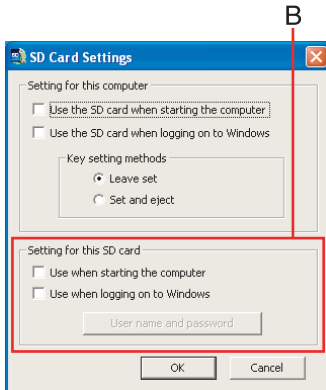 B
SD Card Settings
Setting for this computer
Use the SD card when starting the computer
Use the SD card when logging on to Windows
Key setting methods
Leave set
Set and eject
Setting for this SD card
Use when starting the computer
Use when logging on to Windows
User name and password
OK Cancel